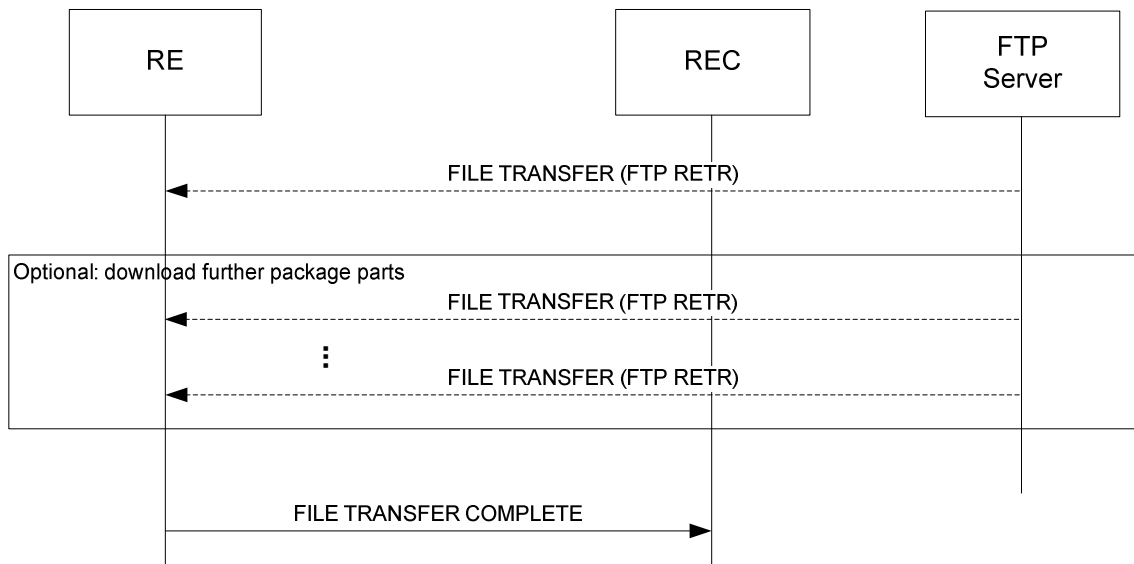 RE
REC
FTP
Server
FILE TRANSFER (FTP RETR)
Optional: download further package parts
FILE TRANSFER (FTP RETR)
FILE TRANSFER (FTP RETR)
FILE TRANSFER COMPLETE